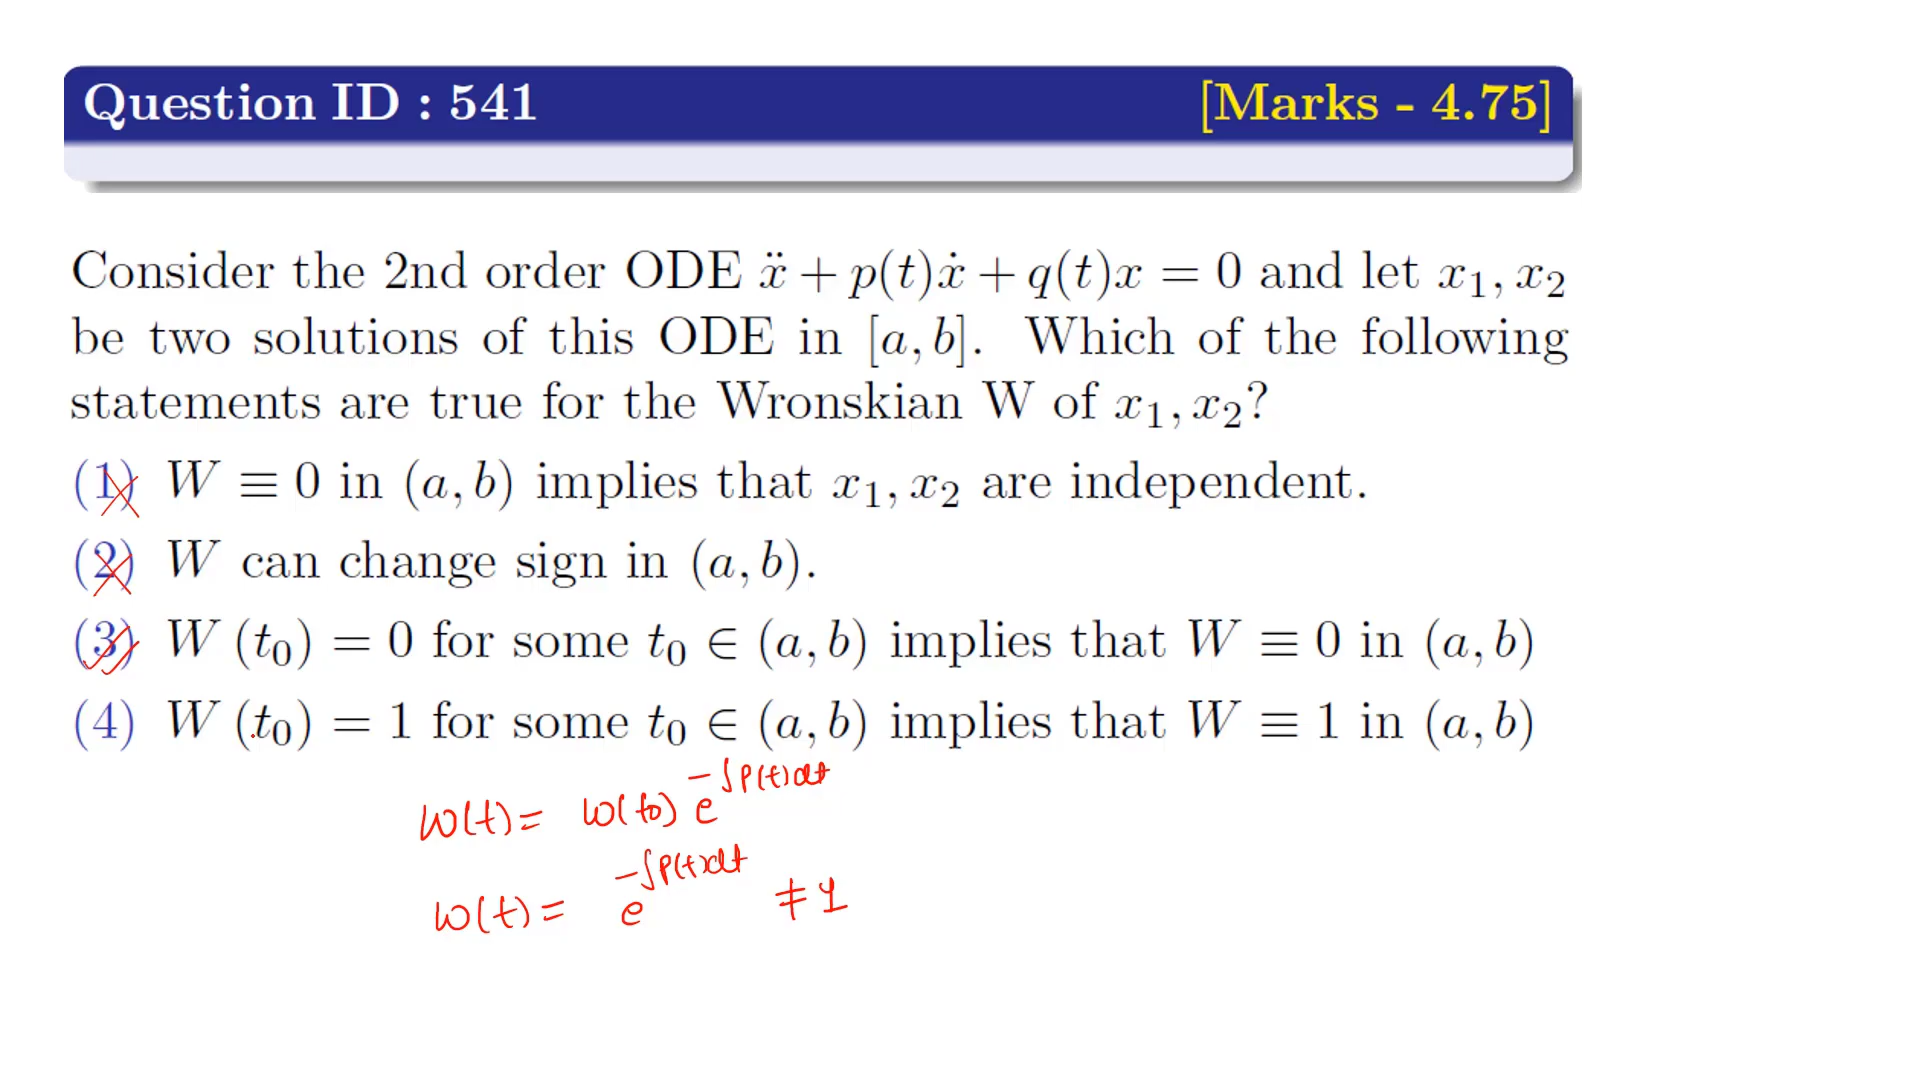 Question ID : 541 [Marks - 4.75]
Consider the 2nd order ODE ẍ + p(t)ẋ + q(t)x = 0 and let x₁, x₂
be two solutions of this ODE in [a, b]. Which of the following
statements are true for the Wronskian W of x₁, x₂?
(1) W ≡ 0 in (a, b) implies that x₁, x₂ are independent.
(2) W can change sign in (a, b).
(3) W (t₀) = 0 for some t₀ ∈ (a, b) implies that W ≡ 0 in (a, b)
(4) W (t₀) = 1 for some t₀ ∈ (a, b) implies that W ≡ 1 in (a, b)
W(t) = W(t₀) e^{-∫P(t)dt}
W(t) = e^{-∫P(t)dt} ≠ 1